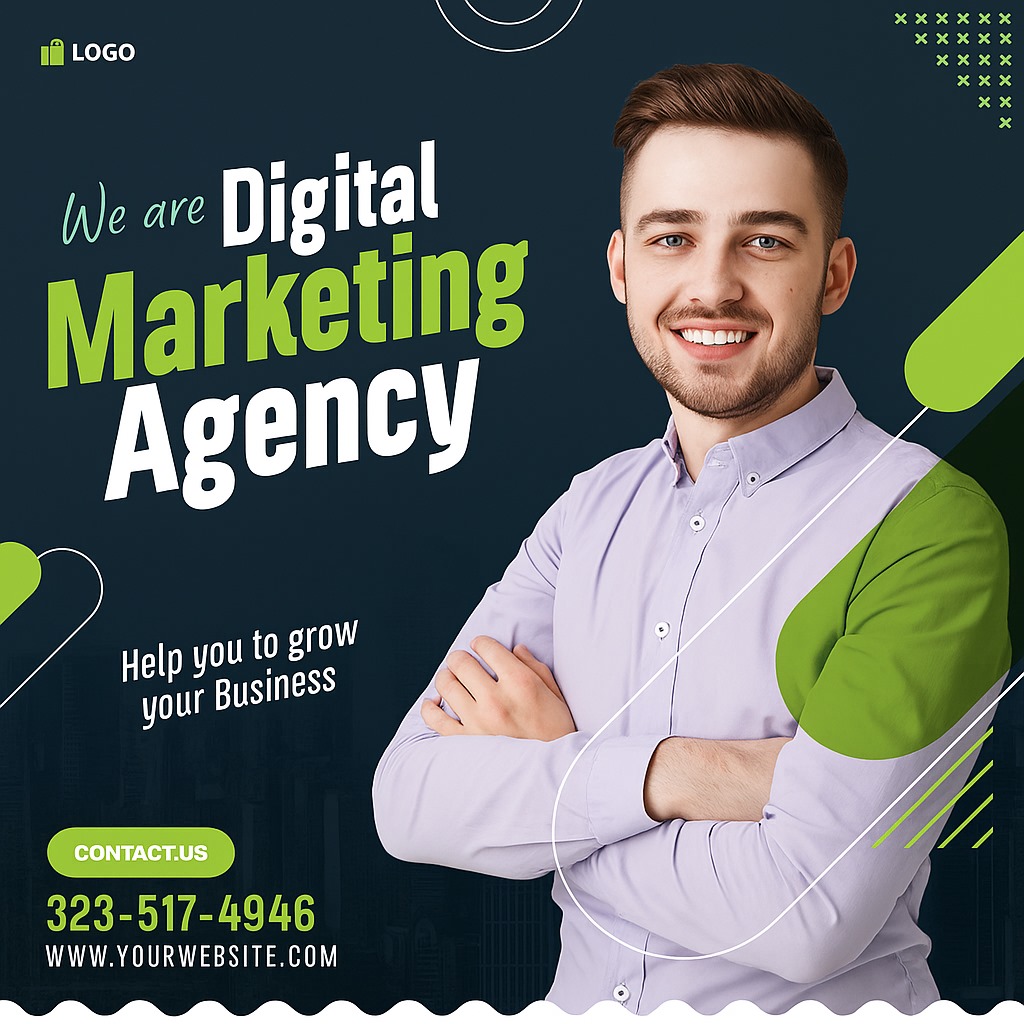 LOGO
We are Digital
Marketing
Agency
Help you to grow
your Business
CONTACT.US
323-517-4946
WWW.YOURWEBSITE.COM